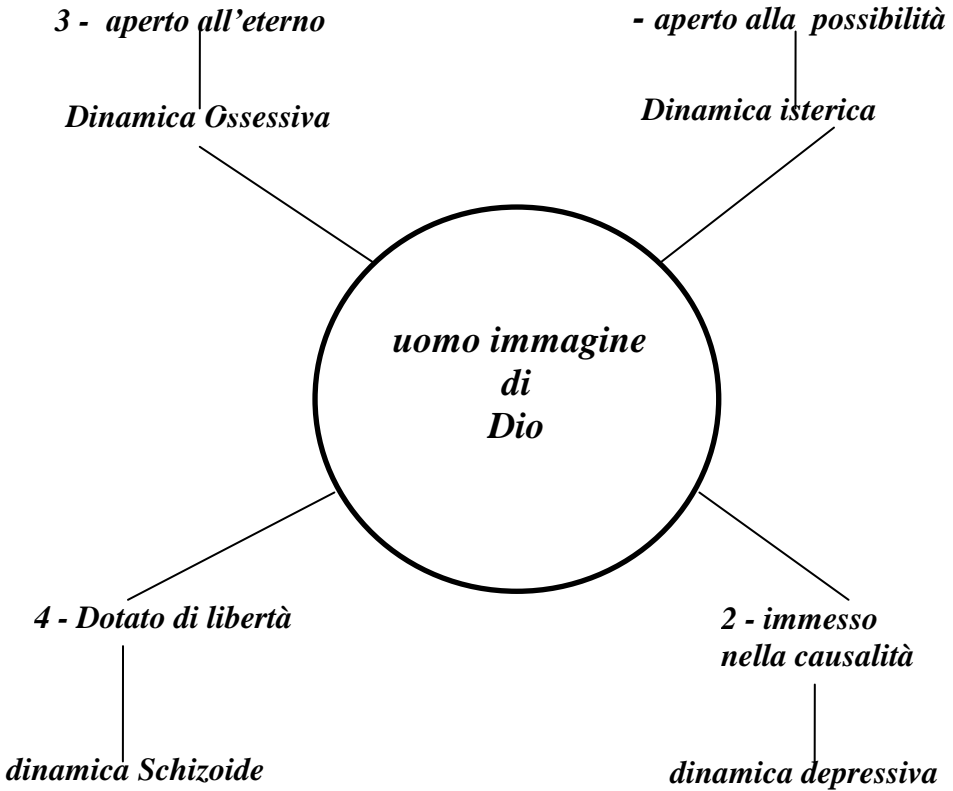 3 - aperto all’eterno
- aperto alla possibilità
Dinamica Ossessiva
Dinamica isterica
uomo immagine
di
Dio
4 - Dotato di libertà
2 - immesso
nella causalità
dinamica Schizoide
dinamica depressiva